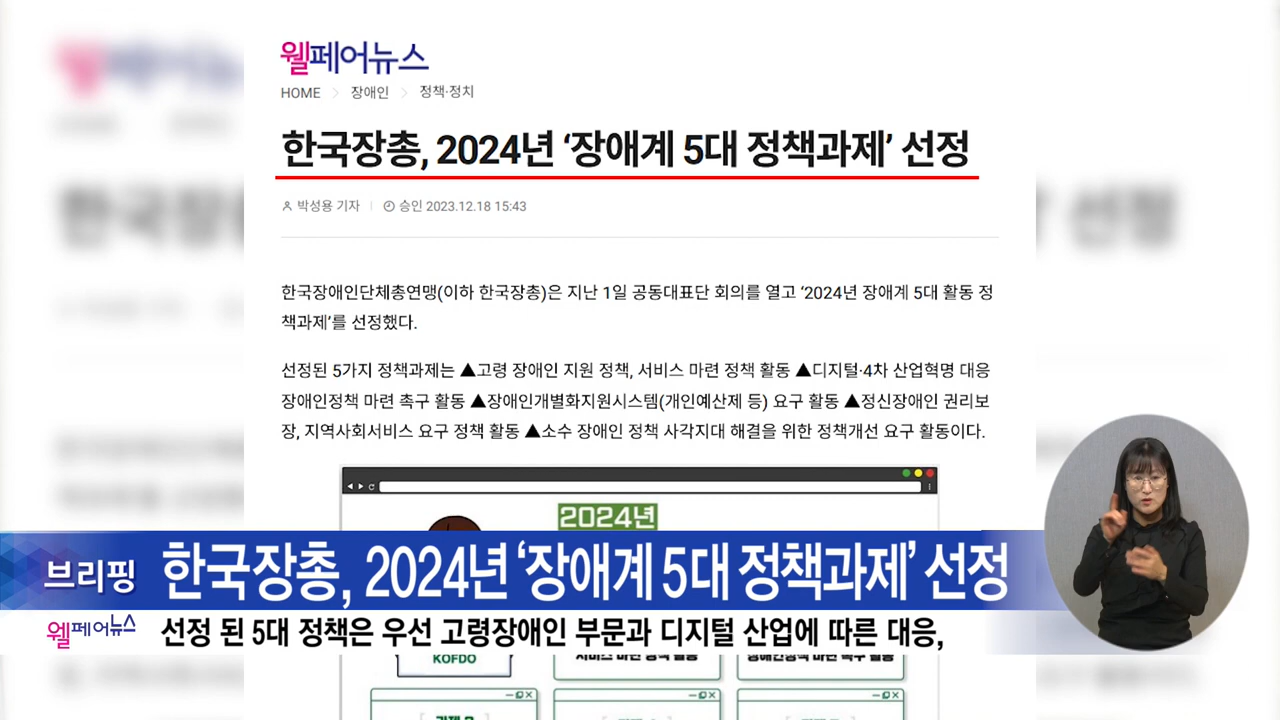 웰페어뉴스
HOME > 장애인 > 정책·정치
한국장총, 2024년 ‘장애계 5대 정책과제’ 선정
박성용 기자 | 승인 2023.12.18 15:43
한국장애인단체총연맹(이하 한국장총)은 지난 1일 공동대표단 회의를 열고 ‘2024년 장애계 5대 활동 정
책과제’를 선정했다.
선정된 5가지 정책과제는 ▲고령 장애인 지원 정책, 서비스 마련 정책 활동 ▲디지털·4차 산업혁명 대응
장애인정책 마련 촉구 활동 ▲장애인개별화지원시스템(개인예산제 등) 요구 활동 ▲정신장애인 권리보
장, 지역사회서비스 요구 정책 활동 ▲소수 장애인 정책 사각지대 해결을 위한 정책개선 요구 활동이다.
2024년
브리핑 한국장총, 2024년 ‘장애계 5대 정책과제’ 선정
웰페어뉴스 선정 된 5대 정책은 우선 고령장애인 부문과 디지털 산업에 따른 대응,
KOFDO